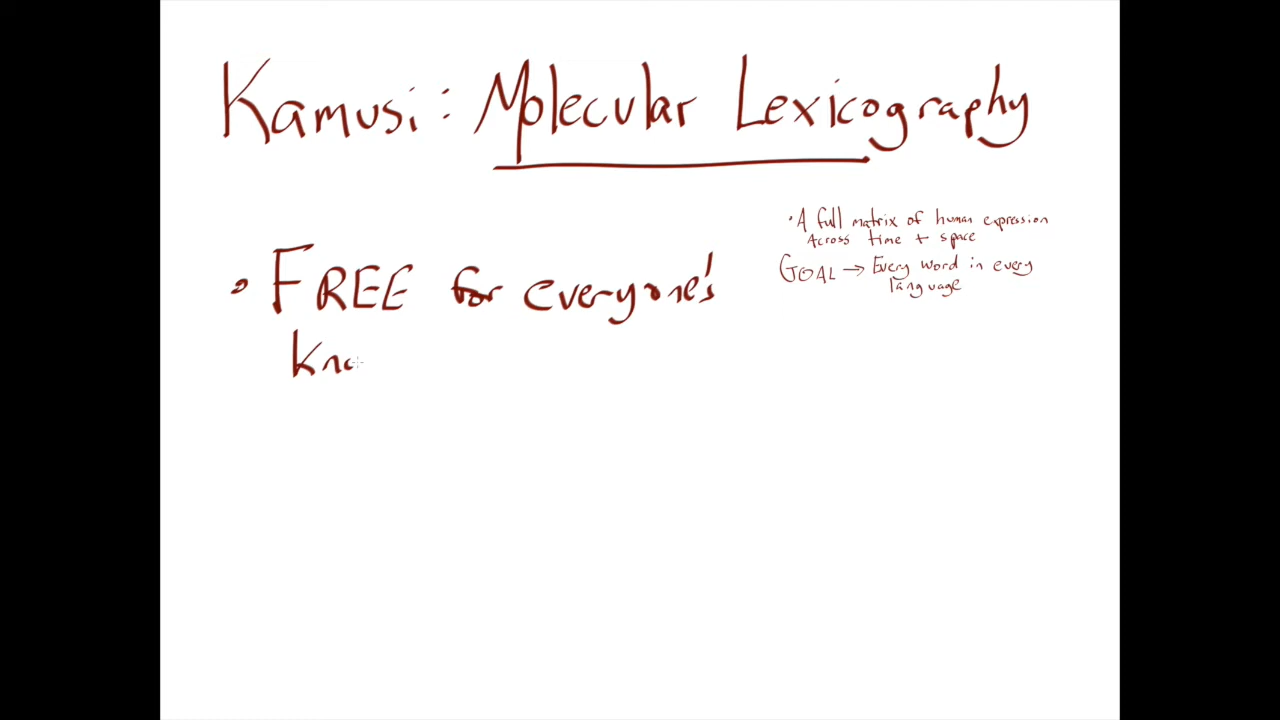 Kamusi: Molecular Lexicography
• A full matrix of human expression
Across time + space
GOAL → Every word in every
language
• FREE for everyone's
kno